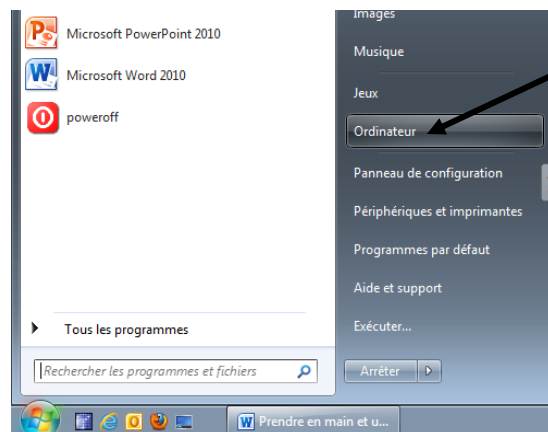 Microsoft PowerPoint 2010
Microsoft Word 2010
poweroff
Tous les programmes
Rechercher les programmes et fichiers
Images
Musique
Jeux
Ordinateur
Panneau de configuration
Périphériques et imprimantes
Programmes par défaut
Aide et support
Exécuter...
Arrêter
Prendre en main et u...